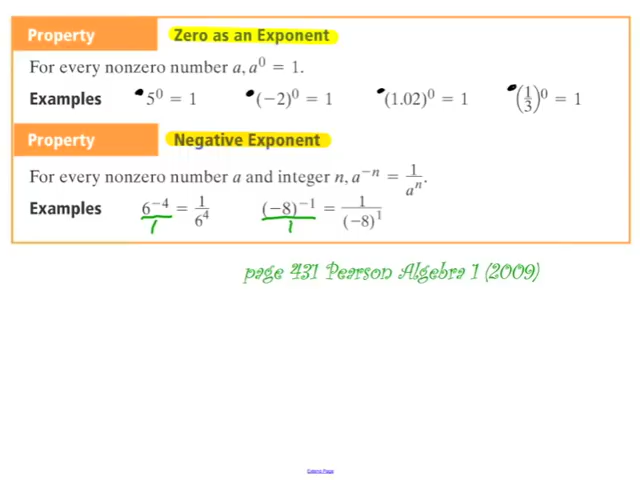 Property Zero as an Exponent
For every nonzero number a, a⁰ = 1.
Examples 5⁰ = 1 (−2)⁰ = 1 (1.02)⁰ = 1 (1/3)⁰ = 1
Property Negative Exponent
For every nonzero number a and integer n, a⁻ⁿ = 1/aⁿ.
Examples 6⁻⁴/1 = 1/6⁴ (−8)⁻¹/1 = 1/(−8)¹
page 431 Pearson Algebra 1 (2009)
Extend Page